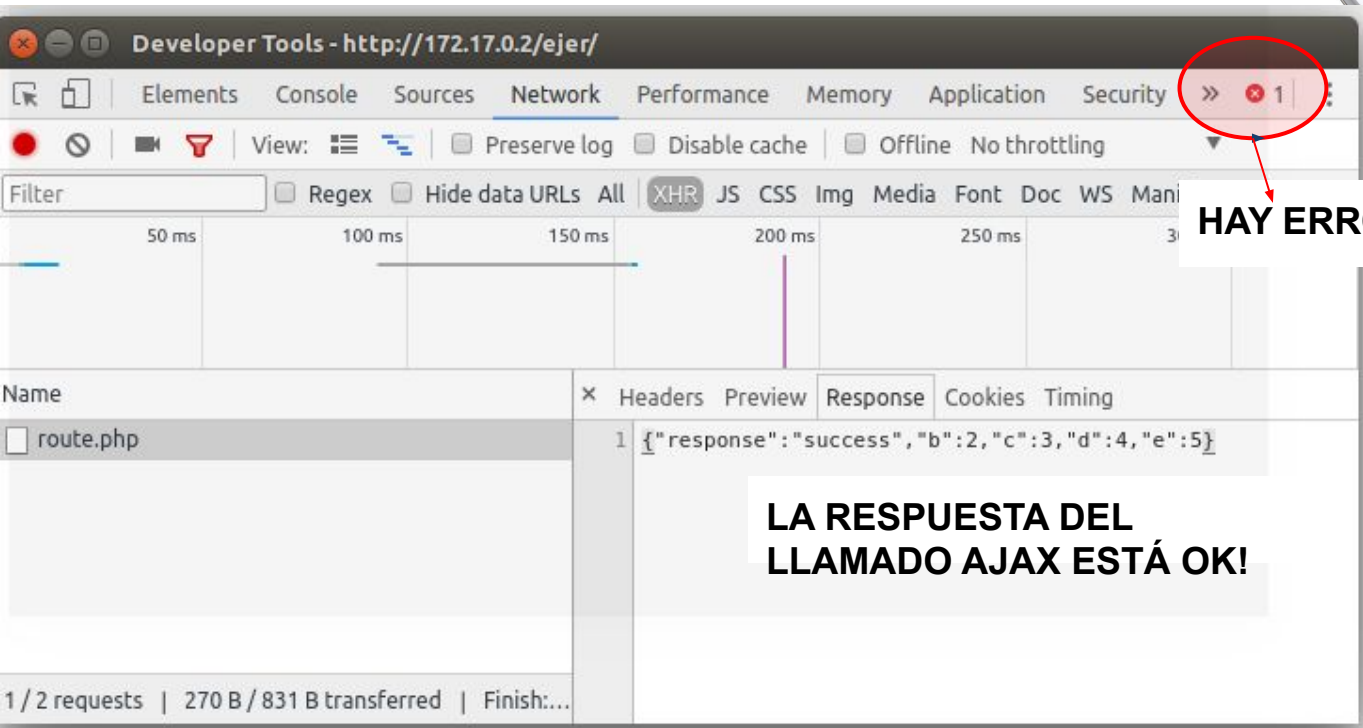 Developer Tools - http://172.17.0.2/ejer/
Elements Console Sources Network Performance Memory Application Security » 1
View: Preserve log Disable cache Offline No throttling
Filter Regex Hide data URLs All XHR JS CSS Img Media Font Doc WS Mani
50 ms 100 ms 150 ms 200 ms 250 ms 3
HAY ERR
Name × Headers Preview Response Cookies Timing
route.php 1 {"response":"success","b":2,"c":3,"d":4,"e":5}
LA RESPUESTA DEL
LLAMADO AJAX ESTÁ OK!
1 / 2 requests | 270 B / 831 B transferred | Finish:...